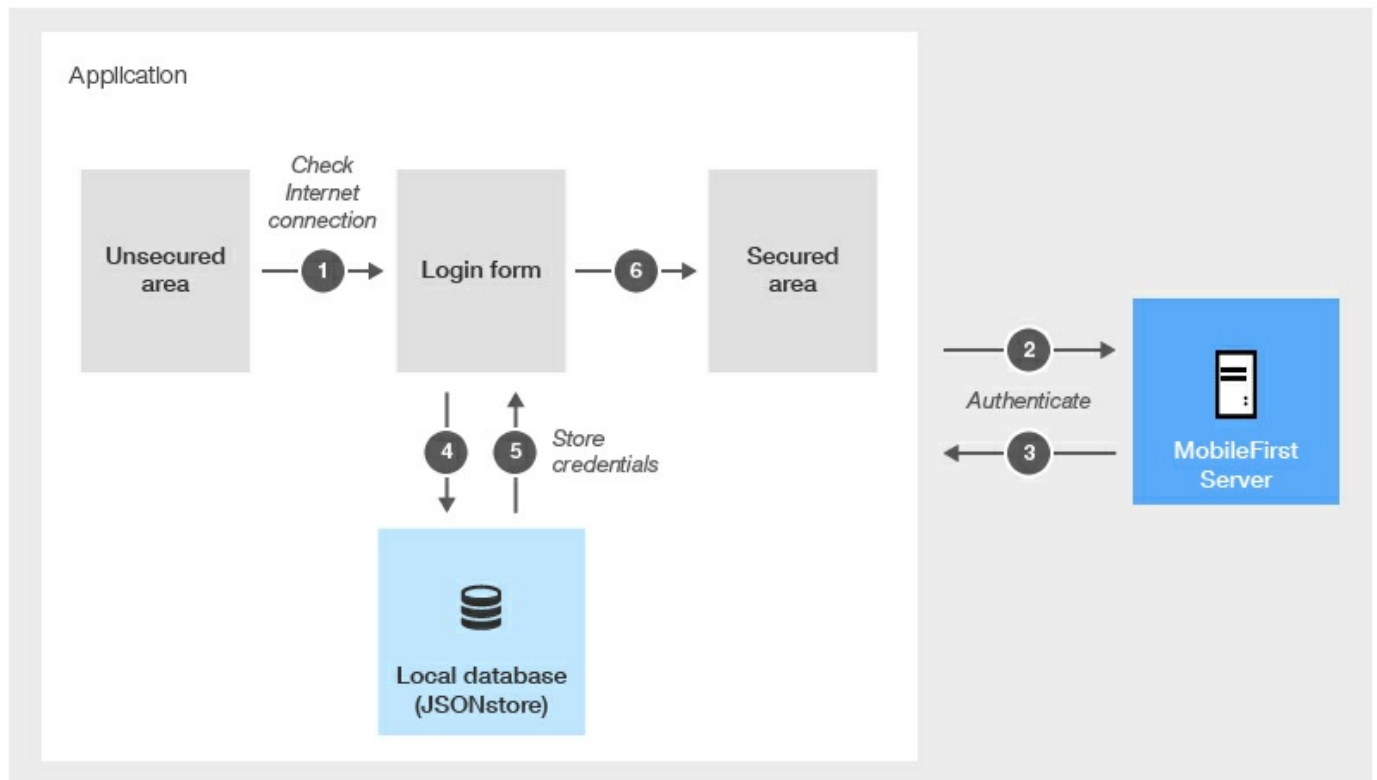 Application
Check
Internet
connection
Unsecured
area
1
Login form
6
Secured
area
2
Authenticate
3
MobileFirst
Server
4
5
Store
credentials
Local database
(JSONstore)